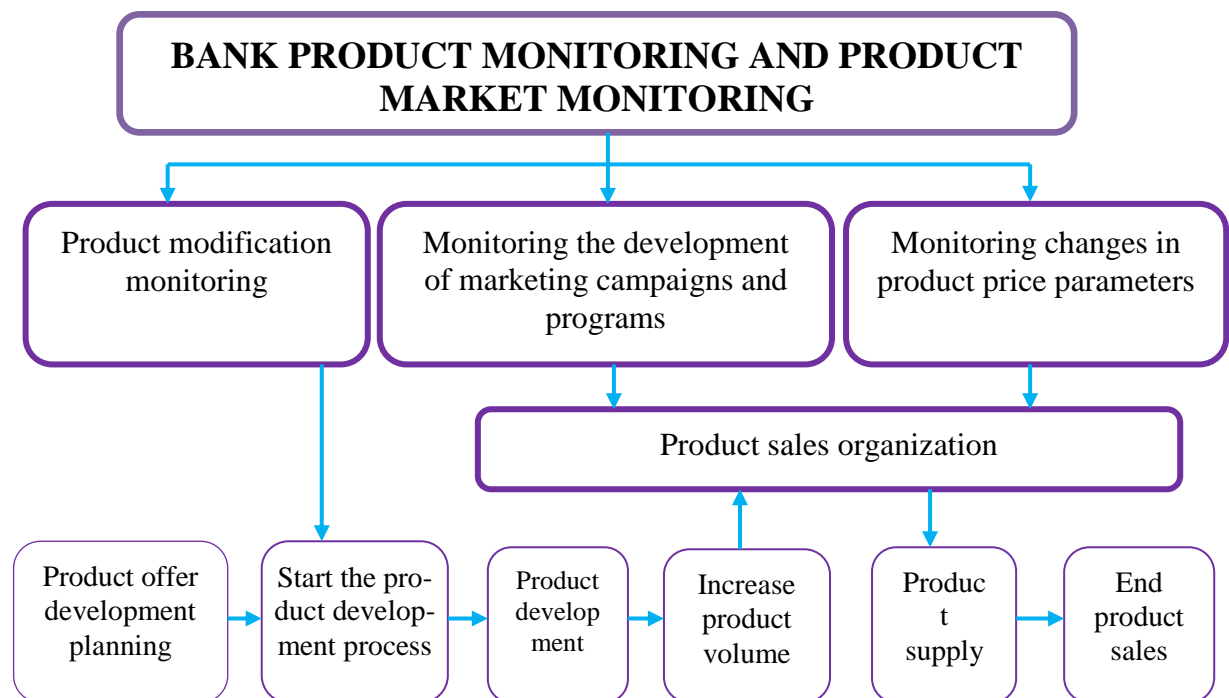 BANK PRODUCT MONITORING AND PRODUCT
MARKET MONITORING
Product modification
monitoring
Monitoring the development
of marketing campaigns and
programs
Monitoring changes in
product price parameters
Product sales organization
Product offer
development
planning
Start the pro-
duct develop-
ment process
Product
develop
ment
Increase
product
volume
Produc
t
supply
End
product
sales